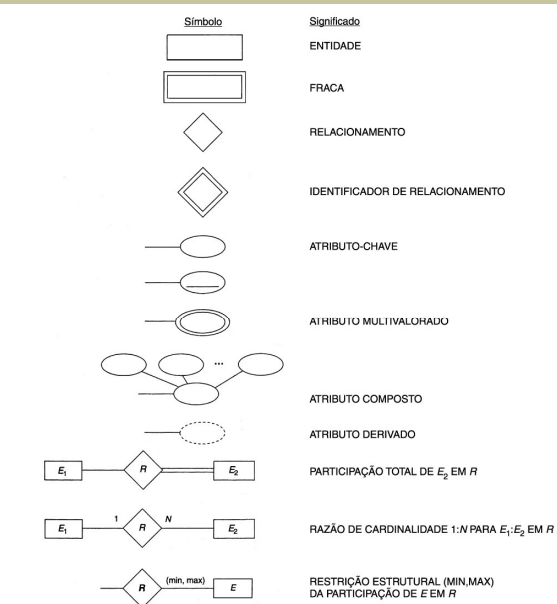 Símbolo Significado
ENTIDADE
FRACA
RELACIONAMENTO
IDENTIFICADOR DE RELACIONAMENTO
ATRIBUTO-CHAVE
ATRIBUTO MULTIVALORADO
...
ATRIBUTO COMPOSTO
ATRIBUTO DERIVADO
E1 R E2 PARTICIPAÇÃO TOTAL DE E2 EM R
E1 1 R N E2 RAZÃO DE CARDINALIDADE 1:N PARA E1:E2 EM R
R (min, max) E RESTRIÇÃO ESTRUTURAL (MIN,MAX)
DA PARTICIPAÇÃO DE E EM R